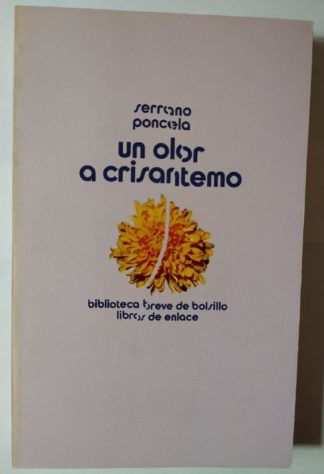 serrano
poncela
un olor
a crisantemo
biblioteca breve de bolsillo
libros de enlace